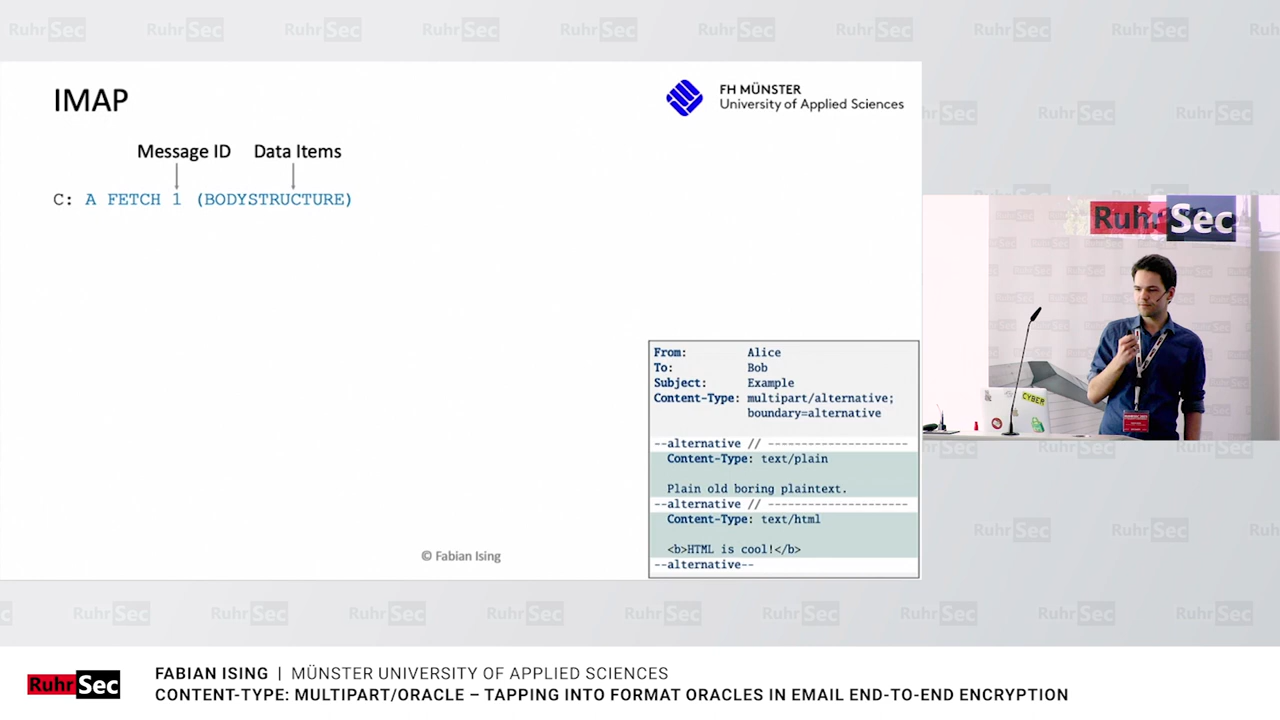 IMAP
FH MÜNSTER
University of Applied Sciences
Message ID Data Items
C: A FETCH 1 (BODYSTRUCTURE)
From: Alice
To: Bob
Subject: Example
Content-Type: multipart/alternative;
boundary=alternative
--alternative // ---------------------
Content-Type: text/plain
Plain old boring plaintext.
--alternative // ---------------------
Content-Type: text/html
<b>HTML is cool!</b>
--alternative--
© Fabian Ising
RuhrSec
CYBER
RuhrSec
FABIAN ISING | MÜNSTER UNIVERSITY OF APPLIED SCIENCES
CONTENT-TYPE: MULTIPART/ORACLE – TAPPING INTO FORMAT ORACLES IN EMAIL END-TO-END ENCRYPTION